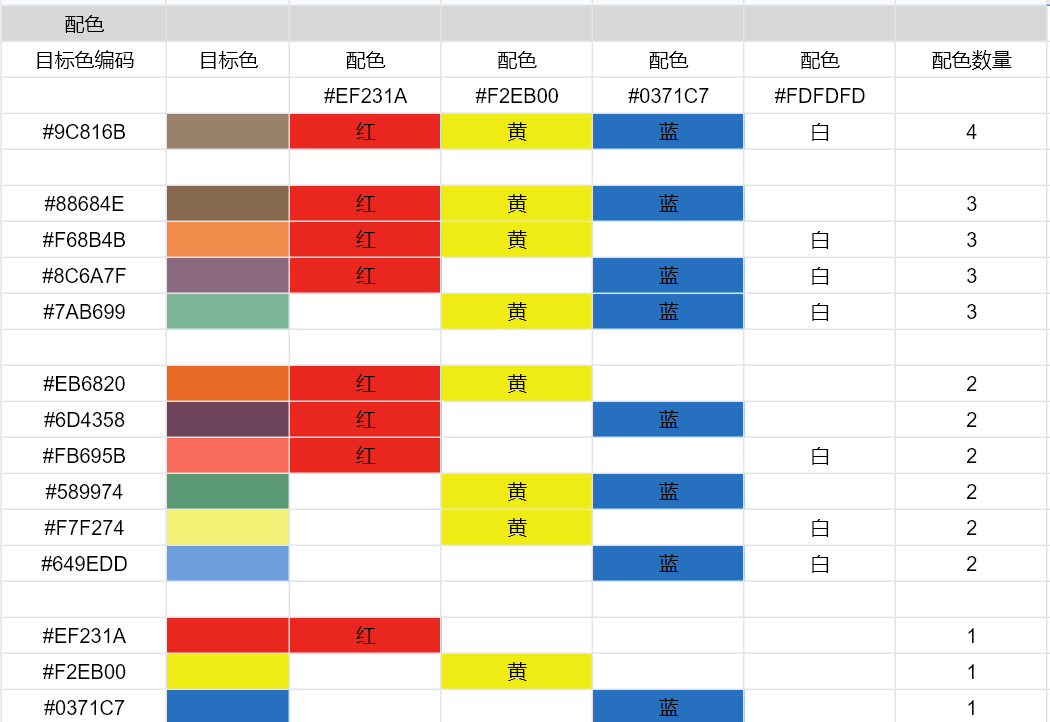 配色
目标色编码 目标色 配色 配色 配色 配色 配色数量
#EF231A #F2EB00 #0371C7 #FDFDFD
#9C816B 红 黄 蓝 白 4
#88684E 红 黄 蓝 3
#F68B4B 红 黄 白 3
#8C6A7F 红 蓝 白 3
#7AB699 黄 蓝 白 3
#EB6820 红 黄 2
#6D4358 红 蓝 2
#FB695B 红 白 2
#589974 黄 蓝 2
#F7F274 黄 白 2
#649EDD 蓝 白 2
#EF231A 红 1
#F2EB00 黄 1
#0371C7 蓝 1